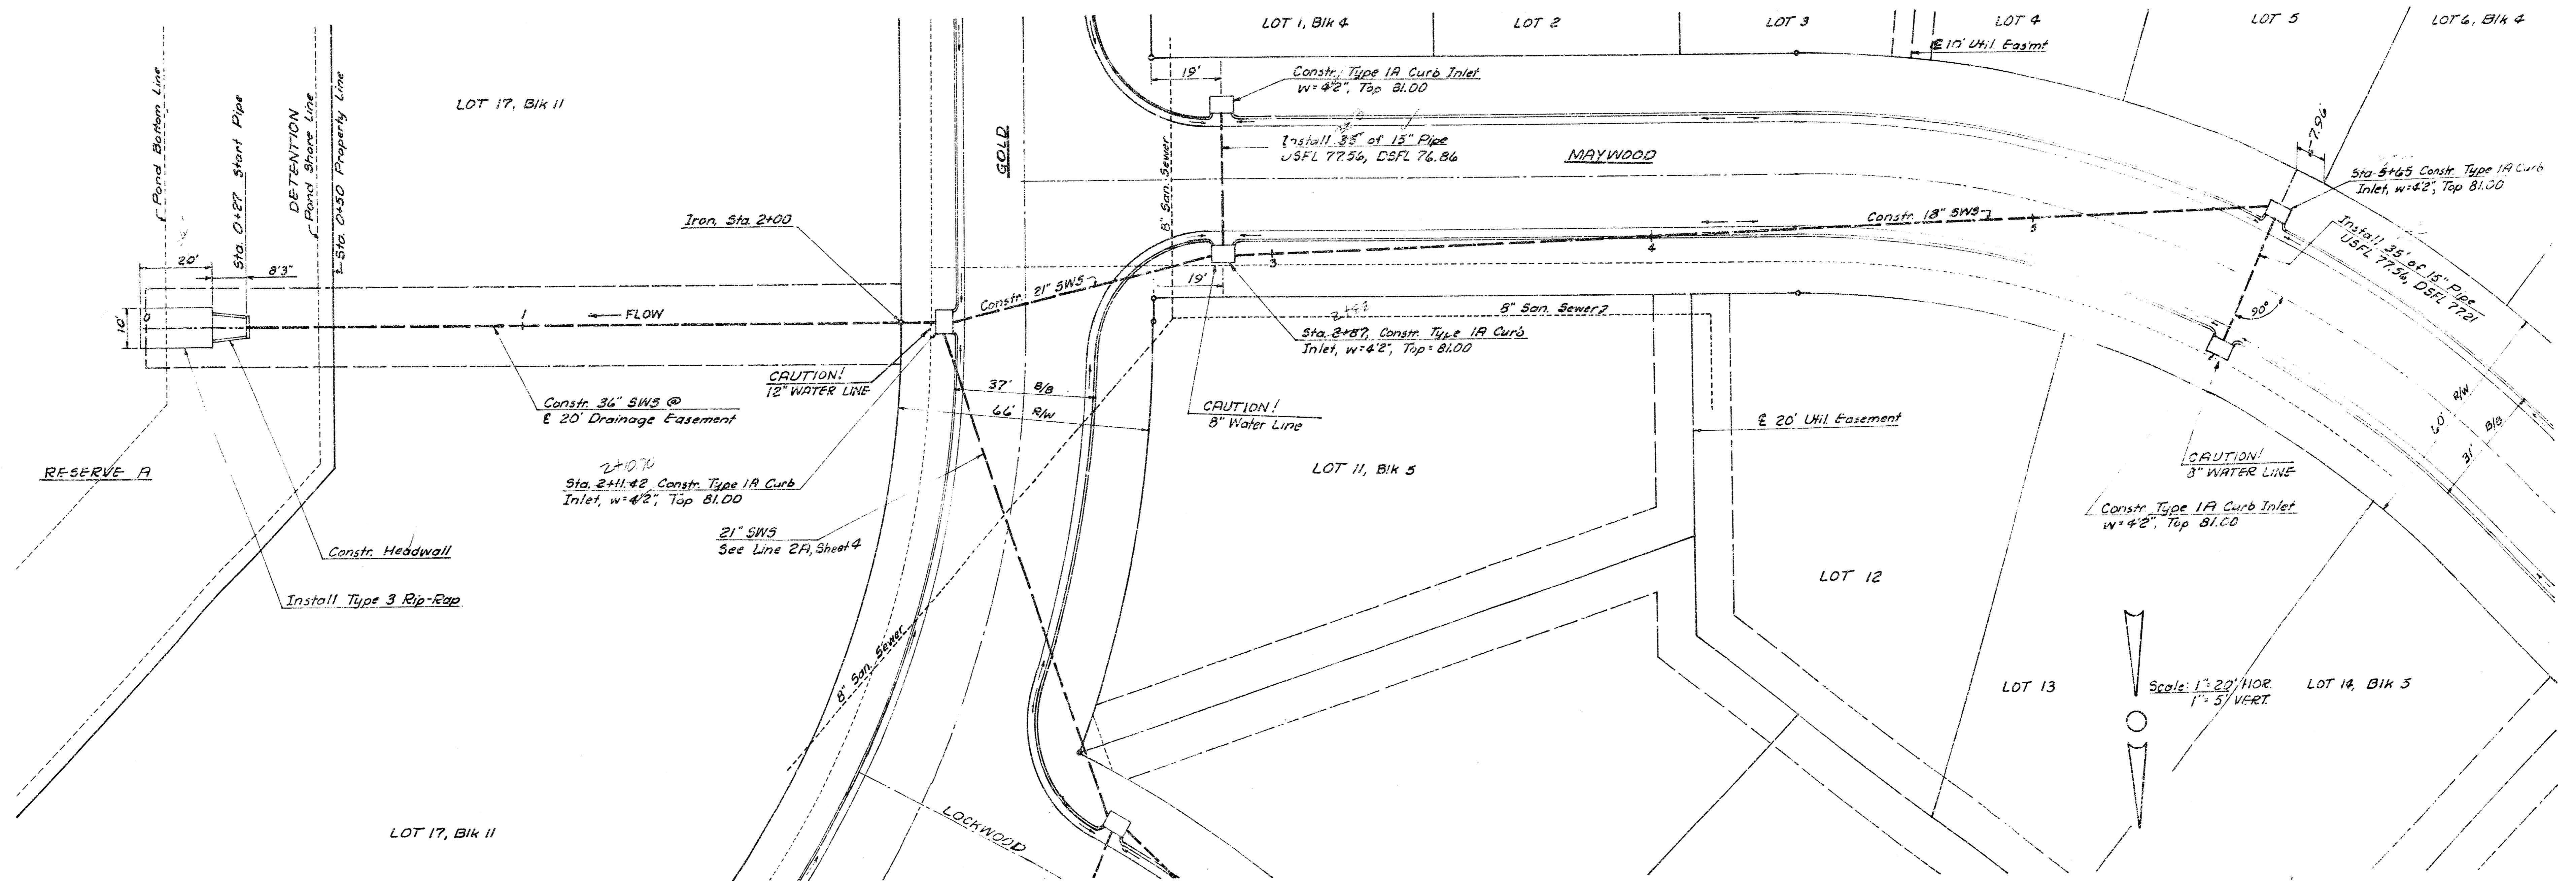 LOT 1, Blk 4
LOT 2
LOT 3
LOT 4
LOT 5
LOT 6, Blk 4
₵ 10' Util. Eas'mt
Pond Bottom Line
Sta. 0+27 Start Pipe
DETENTION
Pond Shore Line
Sta. 0+50 Property Line
LOT 17, Blk 11
GOLD
8" San. Sewer
19'
Constr. Type 1A Curb Inlet
w=4'2", Top 81.00
Install 35' of 15" Pipe
USFL 77.56, DSFL 76.86
MAYWOOD
7.96'
Sta. 5+65 Constr. Type 1A Curb
Inlet, w=4'2", Top 81.00
Iron, Sta. 2+00
Constr. 18" SWS
3
4
5
Install 35' of 15" Pipe
USFL 77.56, DSFL 77.21
90°
20'
8'3"
10'
0
1
FLOW
Constr. 21" SWS
19'
8" San. Sewer
Sta. 2+87, Constr. Type 1A Curb
Inlet, w=4'2", Top=81.00
CAUTION!
12" WATER LINE
37' B/B
66' R/W
Constr. 36" SWS @
₵ 20' Drainage Easement
CAUTION!
8" Water Line
₵ 20' Util. Easement
60' R/W
31' B/B
CAUTION!
8" WATER LINE
RESERVE A
2+10.70
Sta. 2+11.42, Constr. Type 1A Curb
Inlet, w=4'2", Top 81.00
LOT 11, Blk 5
Constr. Type 1A Curb Inlet
w=4'2", Top 81.00
21" SWS
See Line 2A, Sheet 4
Constr. Headwall
Install Type 3 Rip-Rap
LOT 12
8" San. Sewer
LOT 13
Scale: 1"=20' HOR.
1"=5' VERT.
LOT 14, Blk 5
LOT 17, Blk 11
LOCKWOOD